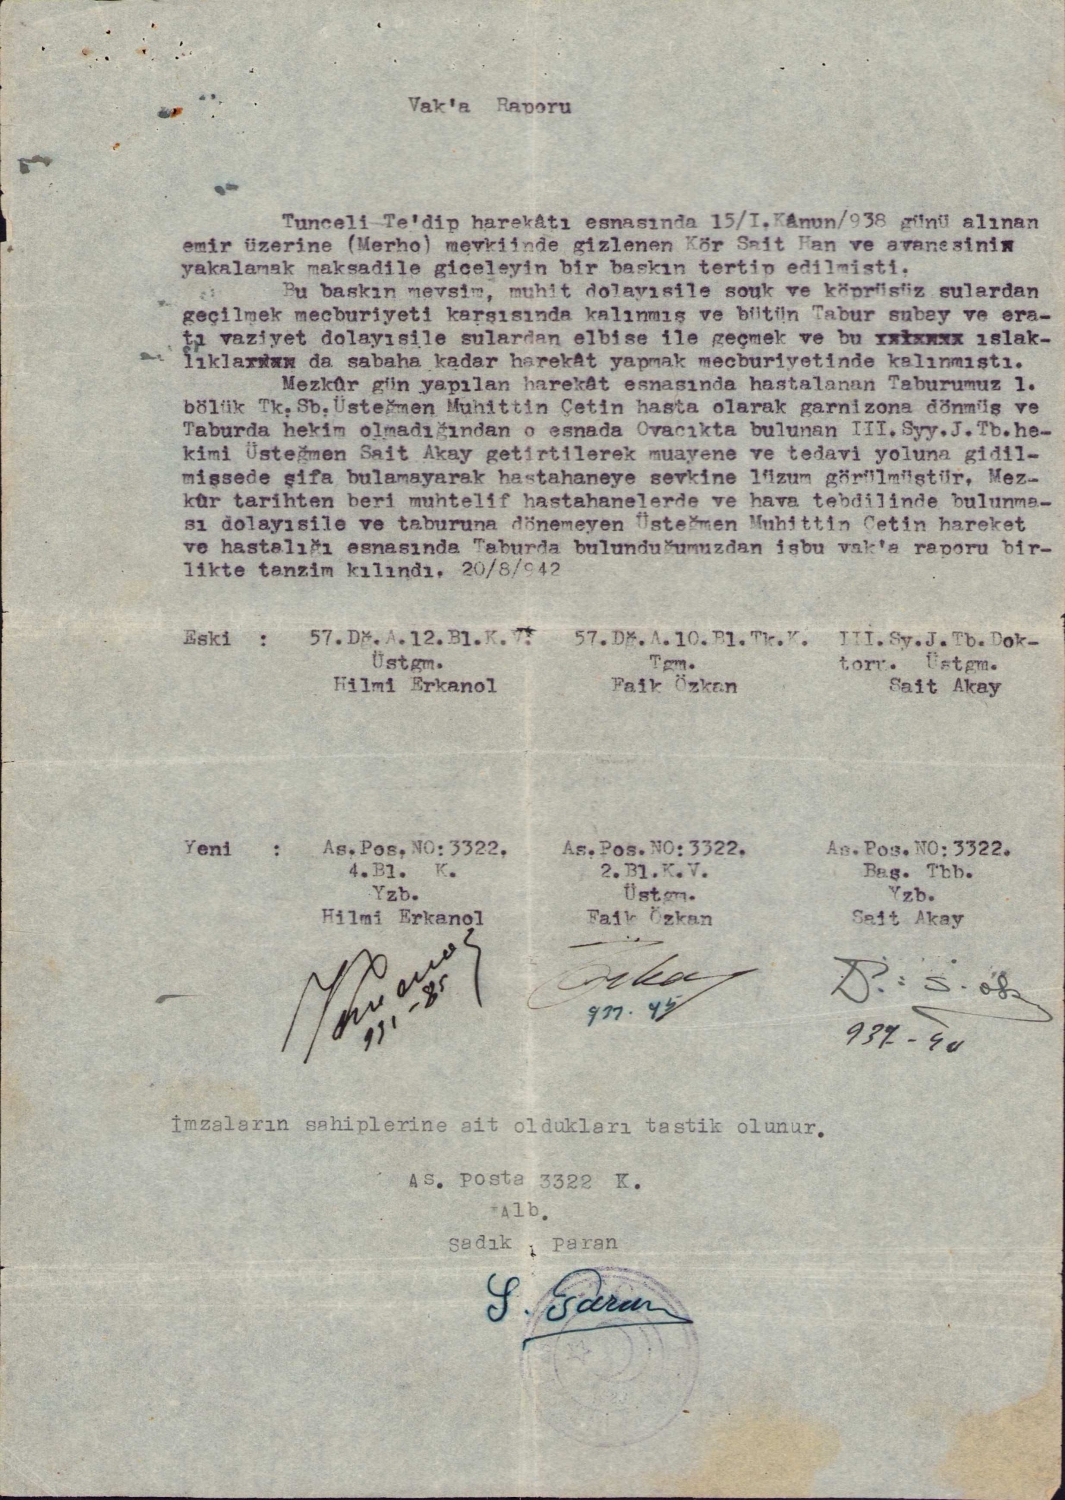 Vak'a Raporu
Tunceli Te'dip harekâtı esnasında 15/I.Kânun/938 günü alınan
emir üzerine (Merho) mevkiinde gizlenen Kör Sait Han ve avanesinin
yakalamak maksadile giceleyin bir baskın tertip edilmisti.
Bu baskın mevsim, muhit dolayısile souk ve köprüsüz sulardan
geçilmek mecburiyeti karşısında kalınmış ve bütün Tabur subay ve era-
tı vaziyet dolayısile sulardan elbise ile geçmek ve bu xxxxxxx ıslak-
lıklaxxxxx da sabaha kadar harekât yapmak mecburiyetinde kalınmıştı.
Mezkûr gün yapılan harekât esnasında hastalanan Taburumuz 1.
bölük Tk.Sb.Üsteğmen Muhittin Çetin hasta olarak garnizona dönmüş ve
Taburda hekim olmadığından o esnada Ovacıkta bulunan III.Syy.J.Tb.he-
kimi Üsteğmen Sait Akay getirtilerek muayene ve tedavi yoluna gidil-
mişsede şifa bulamayarak hastahaneye sevkine lüzum görülmüştür. Mez-
kûr tarihten beri muhtelif hastahanelerde ve hava tebdilinde bulunma-
sı dolayısile ve taburuna dönemeyen Üsteğmen Muhittin Çetin hareket
ve hastalığı esnasında Taburda bulunduğumuzdan işbu vak'a raporu bir-
likte tanzim kılındı. 20/8/942
Eski : 57.Dğ.A.12.Bl.K.V. 57.Dğ.A.10.Bl.Tk.K. III.Sy.J.Tb.Dok-
Üstgm. Tgm. toru. Üstgm.
Hilmi Erkanol Faik Özkan Sait Akay
Yeni : As.Pos.NO:3322. As.Pos.NO:3322. As.Pos.NO:3322.
4.Bl. K. 2.Bl.K.V. Baş. Tbb.
Yzb. Üstgm. Yzb.
Hilmi Erkanol Faik Özkan Sait Akay
931-85 937-45
İmzaların sahiplerine ait oldukları tastik olunur.
As. Posta 3322 K.
Alb.
Sadık Paran
S. Paran